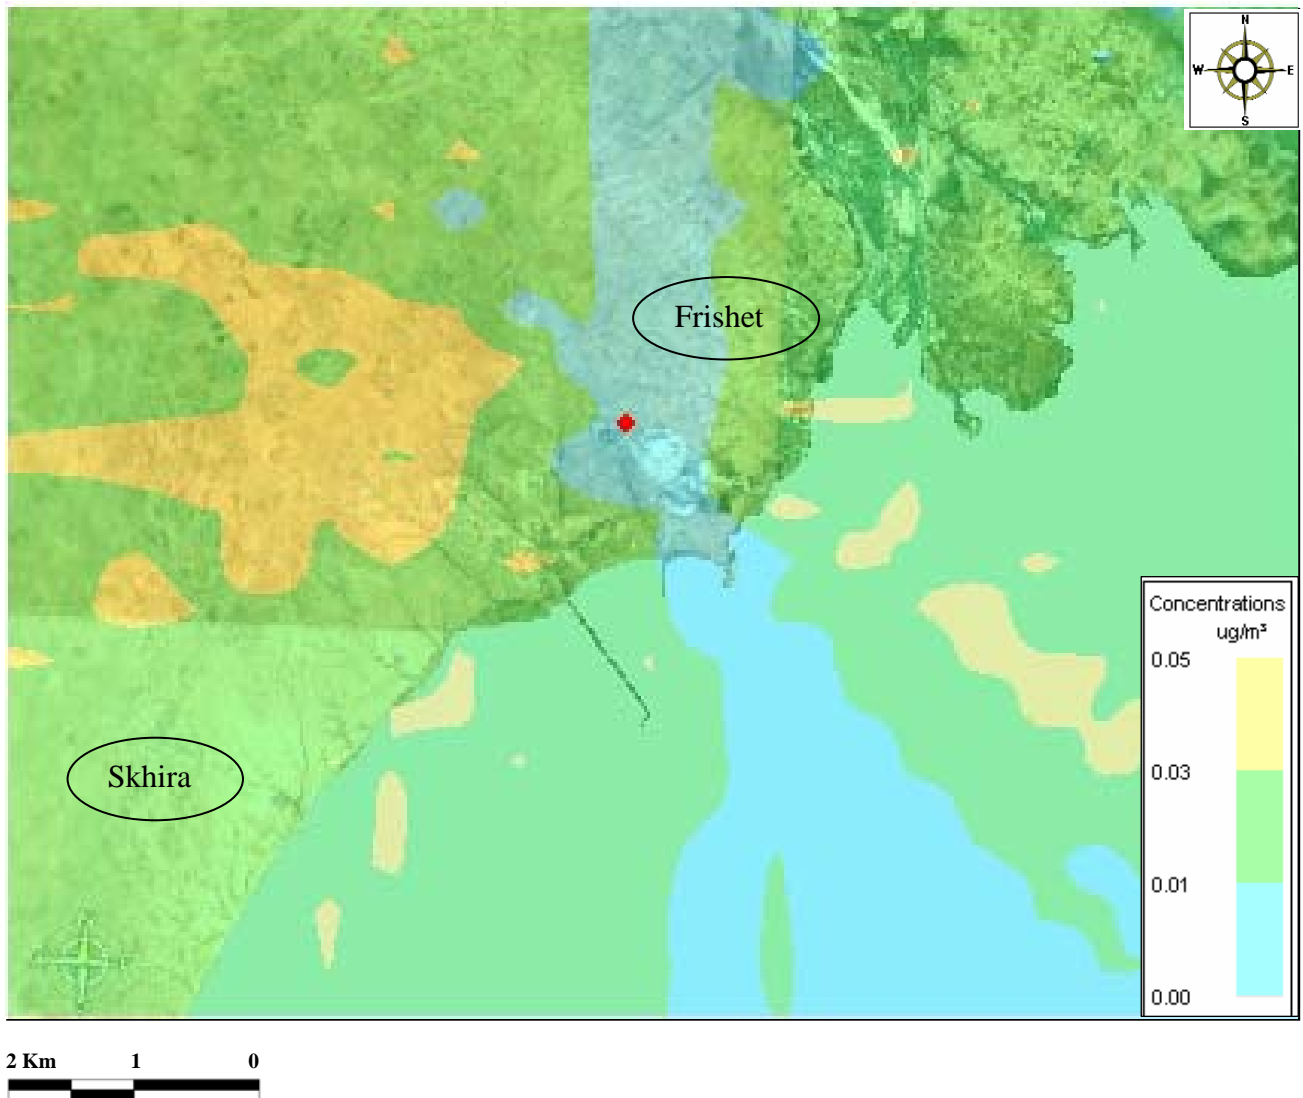 N
W E
S
Frishet
Concentrations
ug/m³
0.05
0.03
0.01
0.00
Skhira
2 Km 1 0